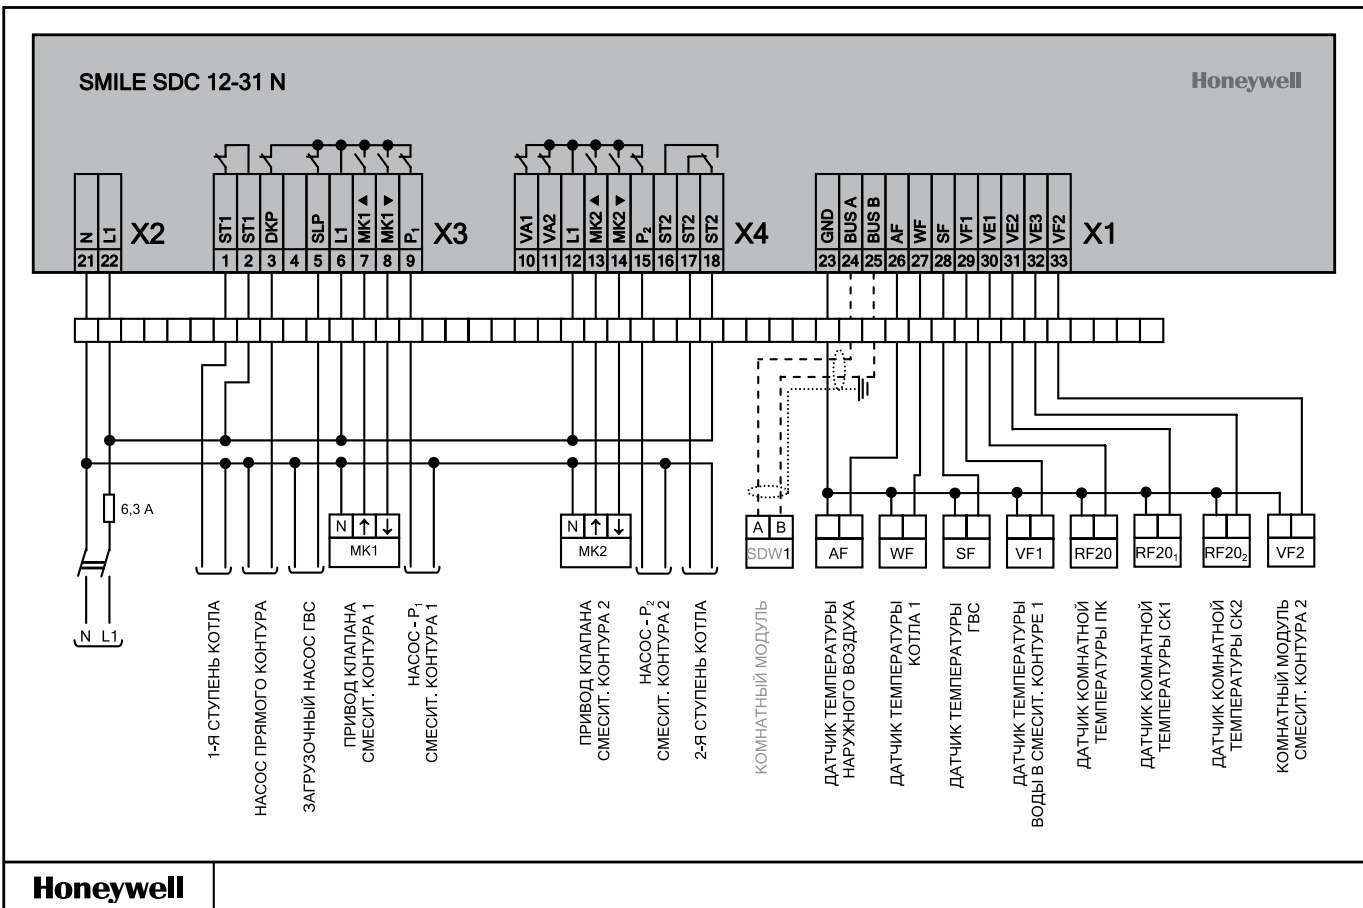 SMILE SDC 12-31 N
Honeywell
N
L1
X2
ST1
ST1
DKP
SLP
L1
MK1 ◀
MK1 ▶
P₁
X3
VA1
VA2
L1
MK2 ◀
MK2 ▶
P₂
ST2
ST2
ST2
X4
GND
BUS A
BUS B
AF
WF
SF
VF1
VE1
VE2
VE3
VF2
X1
21 22
1 2 3 4 5 6 7 8 9
10 11 12 13 14 15 16 17 18
23 24 25 26 27 28 29 30 31 32 33
6,3 A
N ↑ ↓
MK1
N ↑ ↓
MK2
A B
SDW1
AF
WF
SF
VF1
RF20
RF20₁
RF20₂
VF2
N L1
1-Я СТУПЕНЬ КОТЛА
НАСОС ПРЯМОГО КОНТУРА
ЗАГРУЗОЧНЫЙ НАСОС ГВС
ПРИВОД КЛАПАНА
СМЕСИТ. КОНТУРА 1
НАСОС - P₁
СМЕСИТ. КОНТУРА 1
ПРИВОД КЛАПАНА
СМЕСИТ. КОНТУРА 2
НАСОС - P₂
СМЕСИТ. КОНТУРА 2
2-Я СТУПЕНЬ КОТЛА
КОМНАТНЫЙ МОДУЛЬ
ДАТЧИК ТЕМПЕРАТУРЫ
НАРУЖНОГО ВОЗДУХА
ДАТЧИК ТЕМПЕРАТУРЫ
КОТЛА 1
ДАТЧИК ТЕМПЕРАТУРЫ
ГВС
ДАТЧИК ТЕМПЕРАТУРЫ
ВОДЫ В СМЕСИТ. КОНТУРЕ 1
ДАТЧИК КОМНАТНОЙ
ТЕМПЕРАТУРЫ ПК
ДАТЧИК КОМНАТНОЙ
ТЕМПЕРАТУРЫ СК1
ДАТЧИК КОМНАТНОЙ
ТЕМПЕРАТУРЫ СК2
КОМНАТНЫЙ МОДУЛЬ
СМЕСИТ. КОНТУРА 2
Honeywell